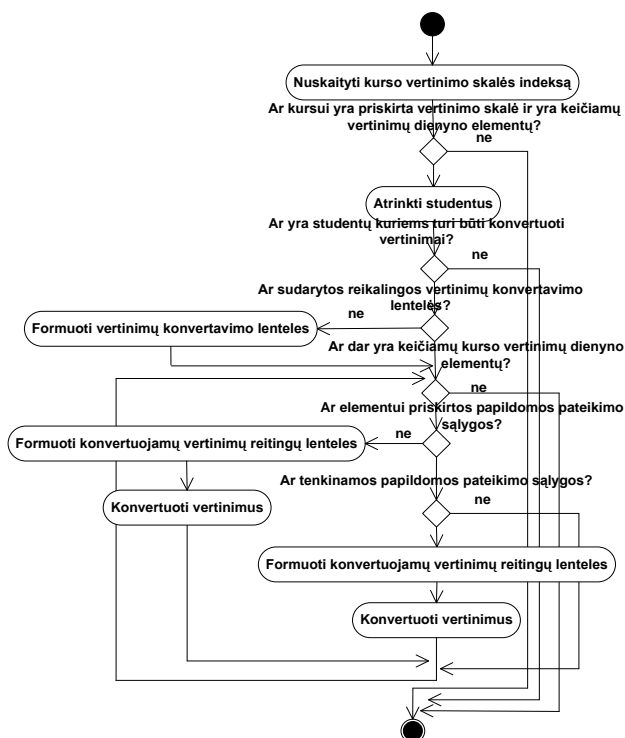 Nuskaityti kurso vertinimo skalės indeksą
Ar kursui yra priskirta vertinimo skalė ir yra keičiamų
vertinimų dienyno elementų?
ne
Atrinkti studentus
Ar yra studentų kuriems turi būti konvertuoti
vertinimai?
ne
Ar sudarytos reikalingos vertinimų konvertavimo
lentelės?
ne
Formuoti vertinimų konvertavimo lenteles
Ar dar yra keičiamų kurso vertinimų dienyno
elementų?
ne
Ar elementui priskirtos papildomos pateikimo
sąlygos?
ne
Formuoti konvertuojamų vertinimų reitingų lenteles
Ar tenkinamos papildomos pateikimo sąlygos?
ne
Konvertuoti vertinimus
Formuoti konvertuojamų vertinimų reitingų lenteles
Konvertuoti vertinimus